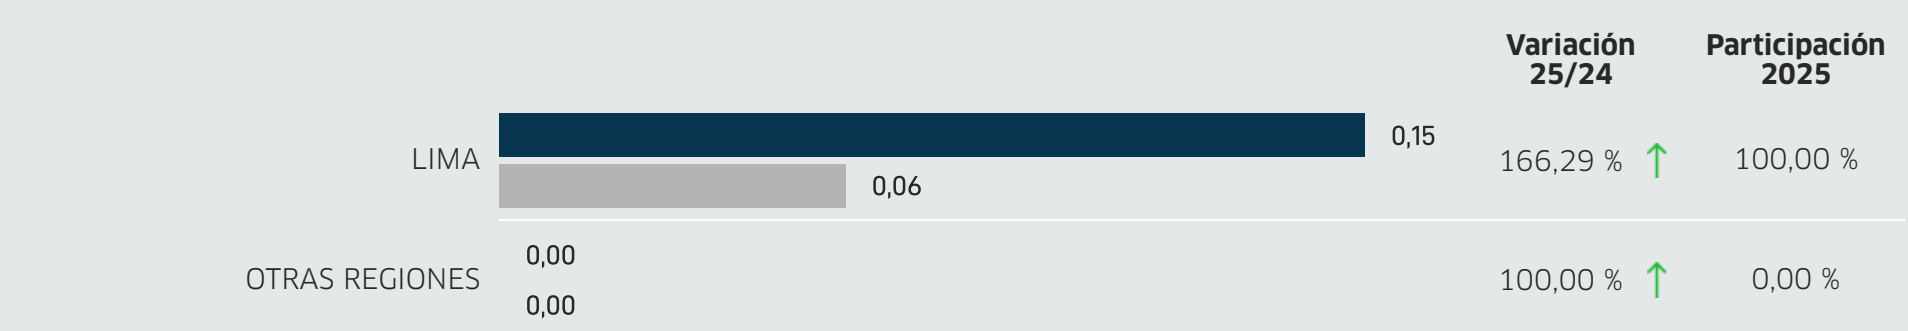 Variación
25/24
Participación
2025
LIMA
0,15
0,06
166,29 %
100,00 %
OTRAS REGIONES
0,00
0,00
100,00 %
0,00 %